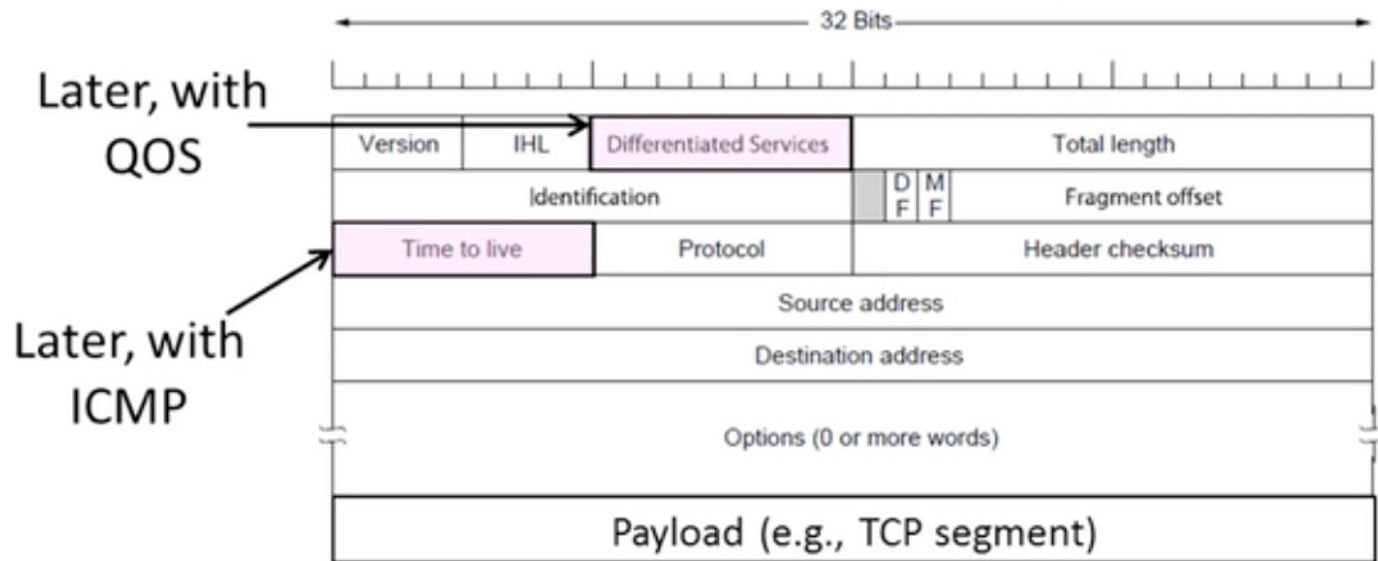 32 Bits
Later, with
QOS
Version IHL Differentiated Services Total length
Identification D F M F Fragment offset
Time to live Protocol Header checksum
Later, with
ICMP
Source address
Destination address
Options (0 or more words)
Payload (e.g., TCP segment)